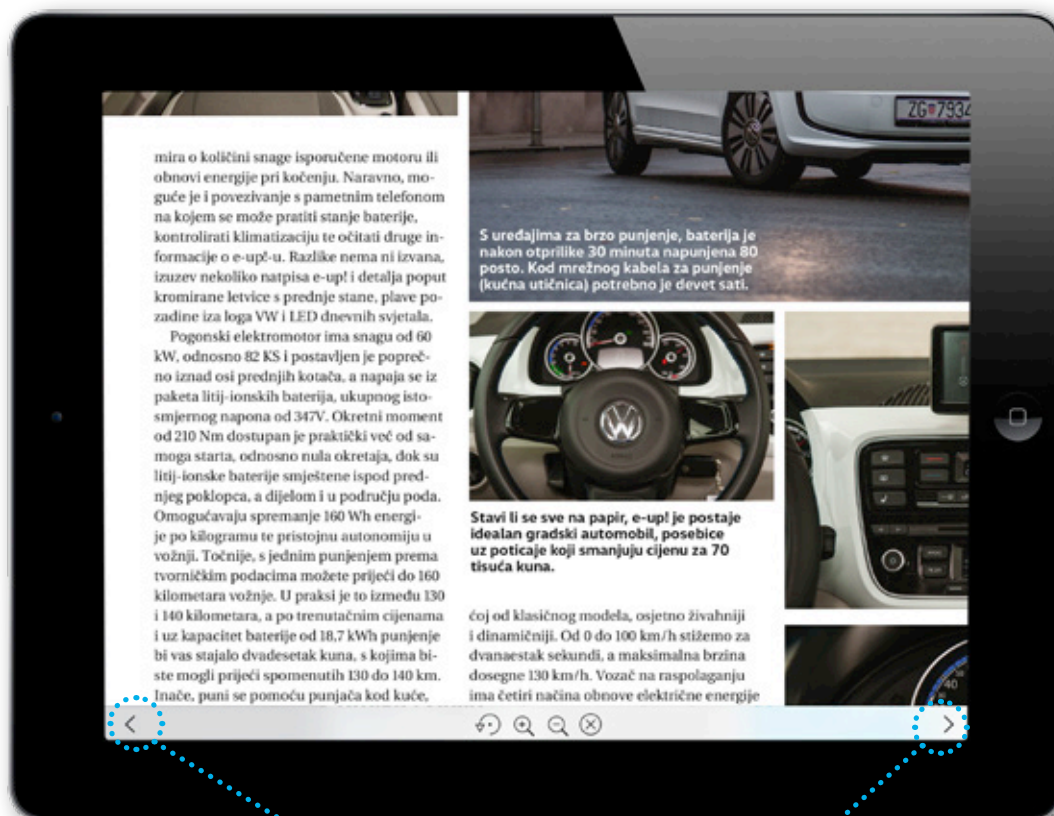 mira o količini snage isporučene motoru ili
obnovi energije pri kočenju. Naravno, mo-
guće je i povezivanje s pametnim telefonom
na kojem se može pratiti stanje baterije,
kontrolirati klimatizaciju te očitati druge in-
formacije o e-up!-u. Razlike nema ni izvana,
izuzev nekoliko natpisa e-up! i detalja poput
kromirane letvice s prednje stane, plave po-
zadine iza loga VW i LED dnevnih svjetala.
Pogonski elektromotor ima snagu od 60
kW, odnosno 82 KS i postavljen je popreč-
no iznad osi prednjih kotača, a napaja se iz
paketa litij-ionskih baterija, ukupnog isto-
smjernog napona od 347V. Okretni moment
od 210 Nm dostupan je praktički već od sa-
moga starta, odnosno nula okretaja, dok su
litij-ionske baterije smještene ispod pred-
njeg poklopca, a dijelom i u području poda.
Omogućavaju spremanje 160 Wh energi-
je po kilogramu te pristojnu autonomiju u
vožnji. Točnije, s jednim punjenjem prema
tvorničkim podacima možete prijeći do 160
kilometara vožnje. U praksi je to između 130
i 140 kilometara, a po trenutačnim cijenama
i uz kapacitet baterije od 18,7 kWh punjenje
bi vas stajalo dvadesetak kuna, s kojima bi-
ste mogli prijeći spomenutih 130 do 140 km.
Inače, puni se pomoću punjača kod kuće,
ZG 7934
S uređajima za brzo punjenje, baterija je
nakon otprilike 30 minuta napunjena 80
posto. Kod mrežnog kabela za punjenje
(kućna utičnica) potrebno je devet sati.
Stavi li se sve na papir, e-up! je postaje
idealan gradski automobil, posebice
uz poticaje koji smanjuju cijenu za 70
tisuća kuna.
ćoj od klasičnog modela, osjetno živahniji
i dinamičniji. Od 0 do 100 km/h stižemo za
dvanaestak sekundi, a maksimalna brzina
dosegne 130 km/h. Vozač na raspolaganju
ima četiri načina obnove električne energije